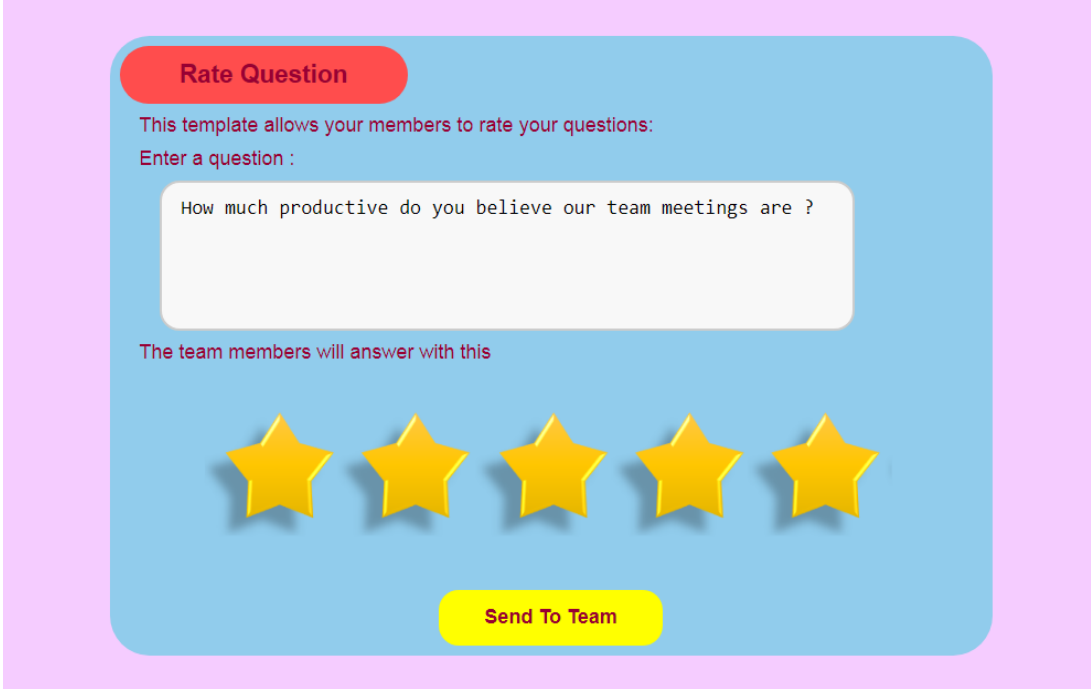 Rate Question
This template allows your members to rate your questions:
Enter a question :
How much productive do you believe our team meetings are ?
The team members will answer with this
Send To Team